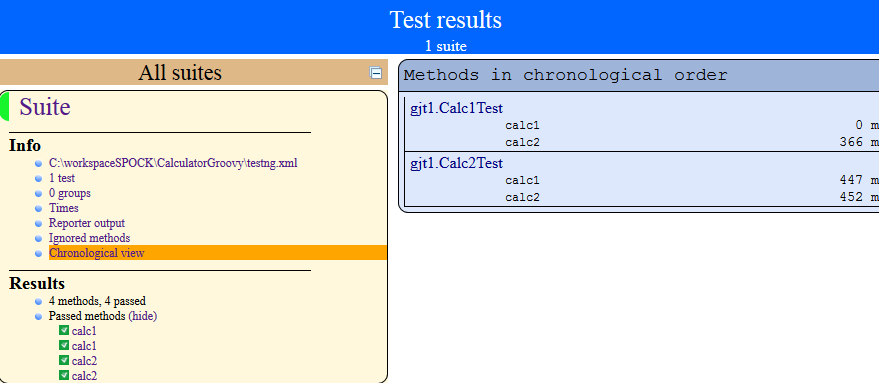 Test results
1 suite
All suites
Suite
Info
C:\workspaceSPOCK\CalculatorGroovy\testng.xml
1 test
0 groups
Times
Reporter output
Ignored methods
Chronological view
Results
4 methods, 4 passed
Passed methods (hide)
calc1
calc1
calc2
calc2
Methods in chronological order
gjt1.Calc1Test
calc1 0 m
calc2 366 m
gjt1.Calc2Test
calc1 447 m
calc2 452 m